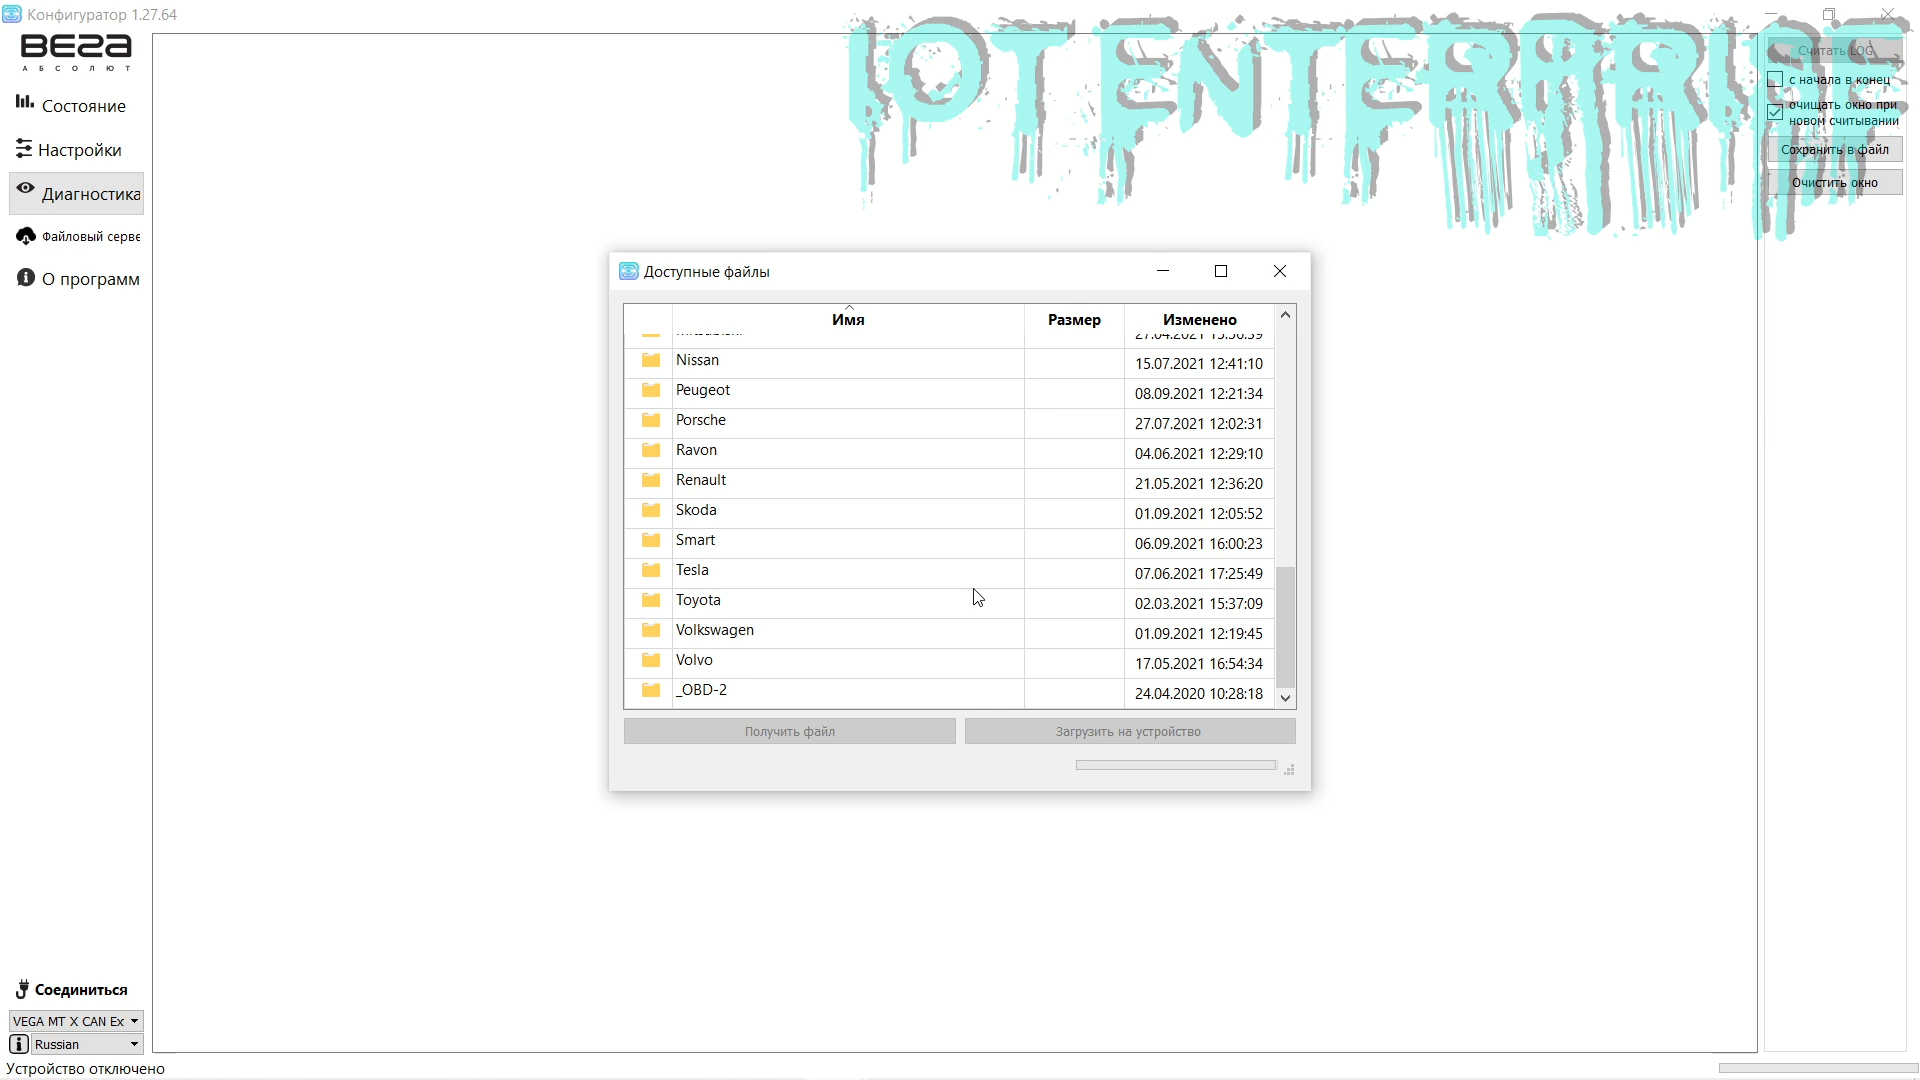 Конфигуратор 1.27.64
IOT ENTERPRISE
ВЕГА
АБСОЛЮТ
Состояние
Настройки
Диагностика
Файловый серве
О программ
Считать LOG
с начала в конец
очищать окно при
новом считывании
Сохранить в файл
Очистить окно
Доступные файлы
Имя Размер Изменено
Nissan 15.07.2021 12:41:10
Peugeot 08.09.2021 12:21:34
Porsche 27.07.2021 12:02:31
Ravon 04.06.2021 12:29:10
Renault 21.05.2021 12:36:20
Skoda 01.09.2021 12:05:52
Smart 06.09.2021 16:00:23
Tesla 07.06.2021 17:25:49
Toyota 02.03.2021 15:37:09
Volkswagen 01.09.2021 12:19:45
Volvo 17.05.2021 16:54:34
_OBD-2 24.04.2020 10:28:18
Получить файл Загрузить на устройство
Соединиться
VEGA MT X CAN Ex
Russian
Устройство отключено